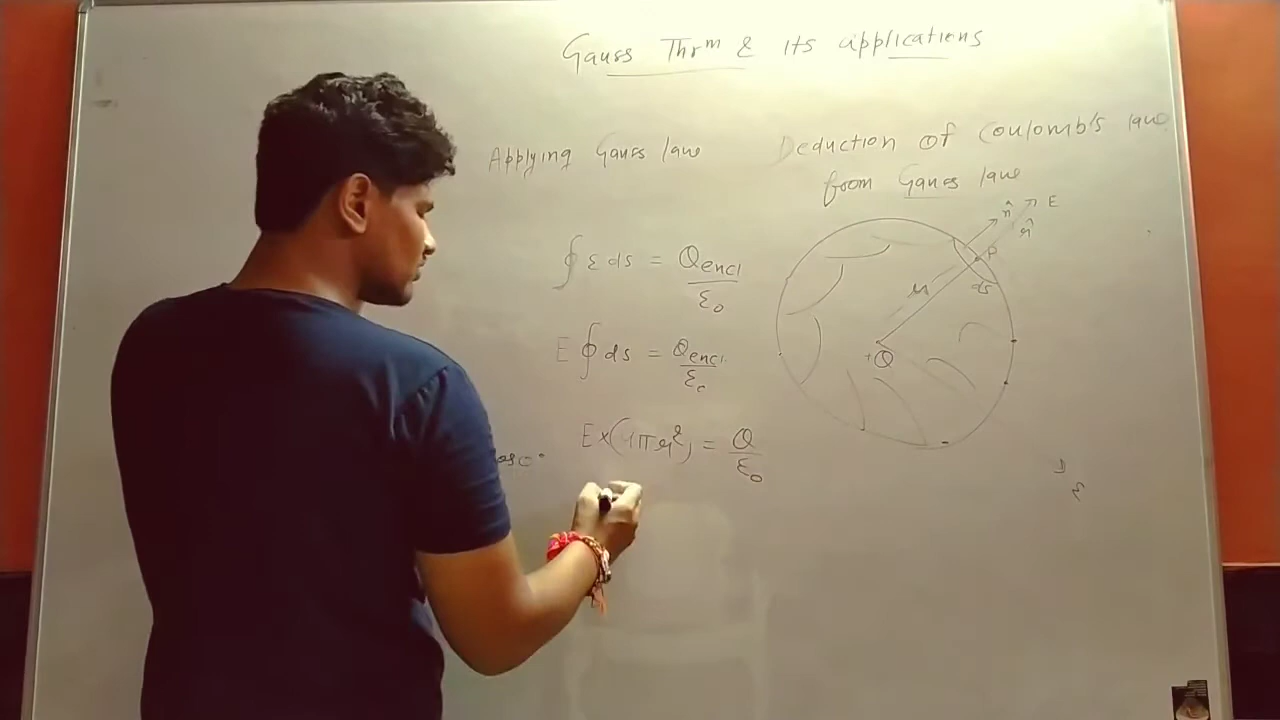 Gauss Thrᵐ & its applications
Applying Gauss law
∮ E ds = Qencl / ε₀
E ∮ ds = Qencl / ε₀
E×(4πr²) = Q / ε₀
Deduction of Coulomb's law
from Gauss law
n̂ E
r̂
P
r ds
+Q